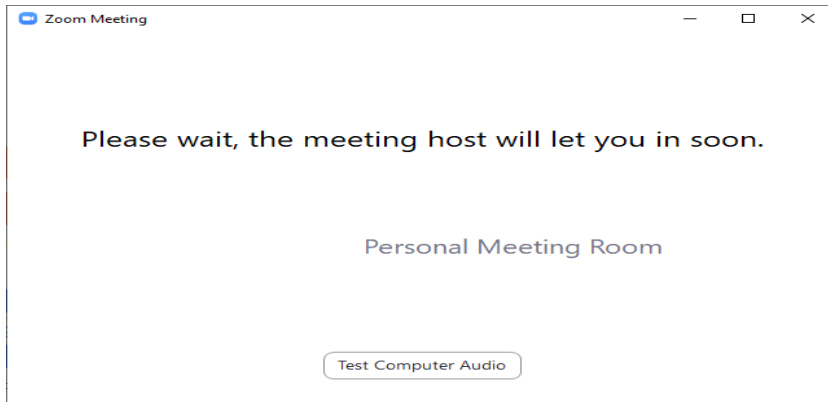 Zoom Meeting
Please wait, the meeting host will let you in soon.
Personal Meeting Room
Test Computer Audio